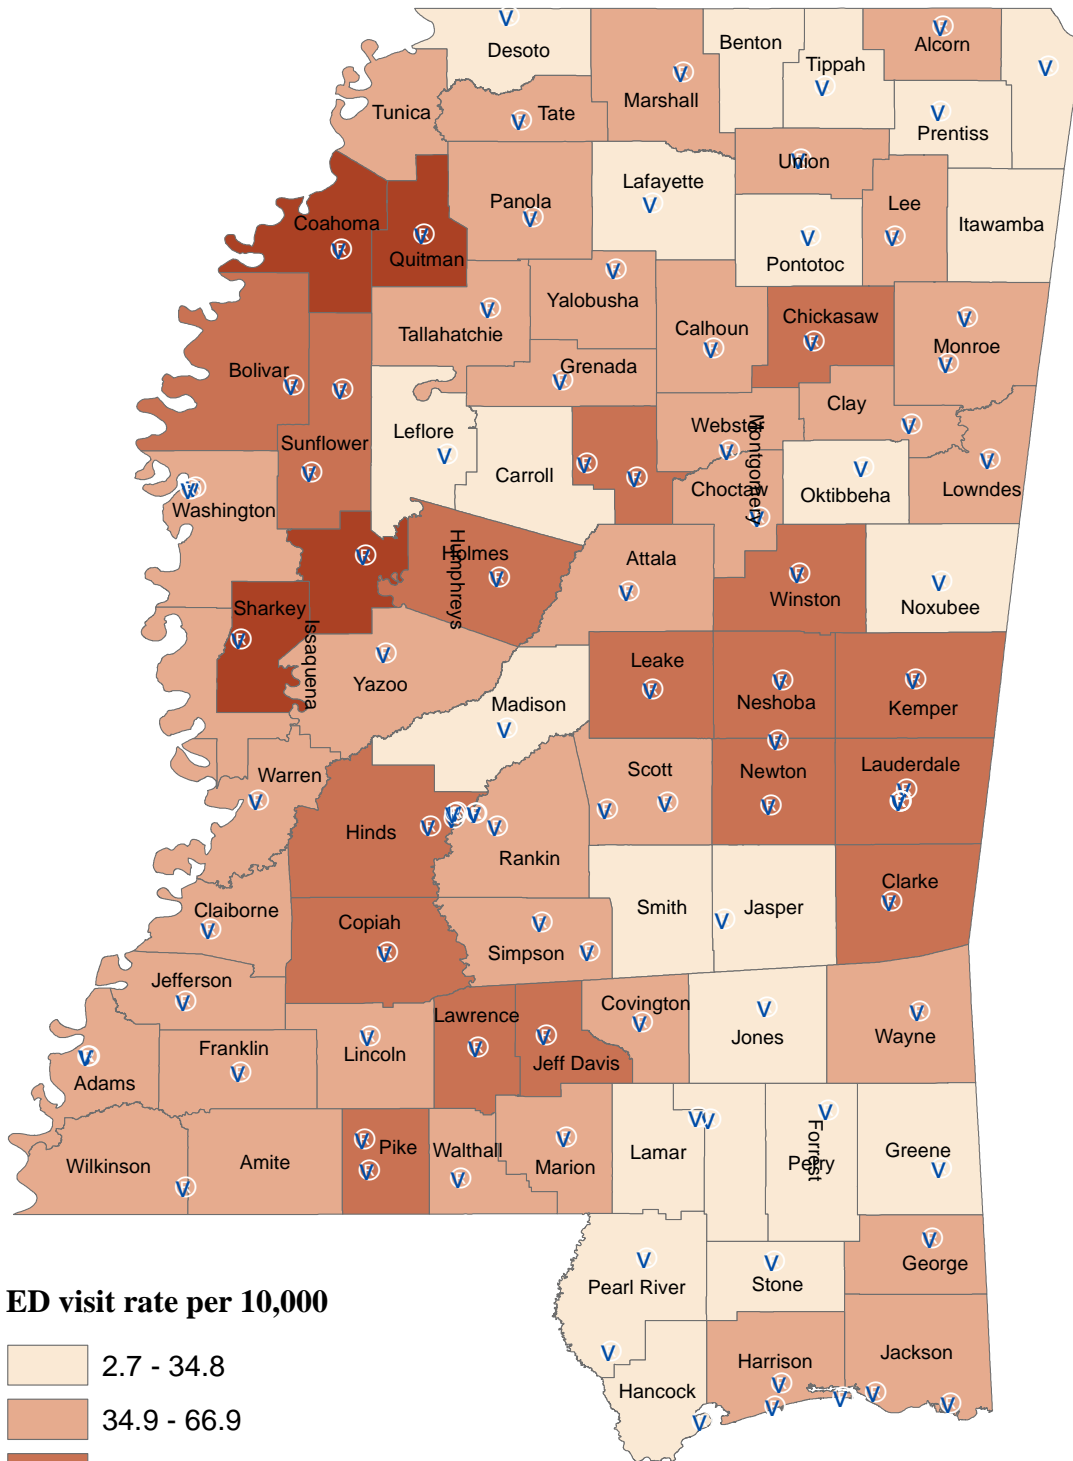 Desoto
Benton
Tippah
Alcorn
Marshall
Tunica
Tate
Prentiss
Union
Lafayette
Panola
Lee
Coahoma
Itawamba
Quitman
Pontotoc
Yalobusha
Tallahatchie
Calhoun
Chickasaw
Monroe
Bolivar
Grenada
Clay
Leflore
Webster
Montgomery
Sunflower
Carroll
Choctaw
Oktibbeha
Lowndes
Washington
Holmes
Humphreys
Attala
Winston
Noxubee
Sharkey
Issaquena
Leake
Yazoo
Neshoba
Kemper
Madison
Warren
Scott
Newton
Lauderdale
Hinds
Rankin
Clarke
Claiborne
Copiah
Smith
Jasper
Simpson
Jefferson
Lawrence
Covington
Franklin
Lincoln
Jones
Wayne
Jeff Davis
Adams
Pike
Walthall
Lamar
Forrest
Perry
Greene
Wilkinson
Amite
Marion
George
Pearl River
Stone
Harrison
Jackson
Hancock
ED visit rate per 10,000
2.7 - 34.8
34.9 - 66.9